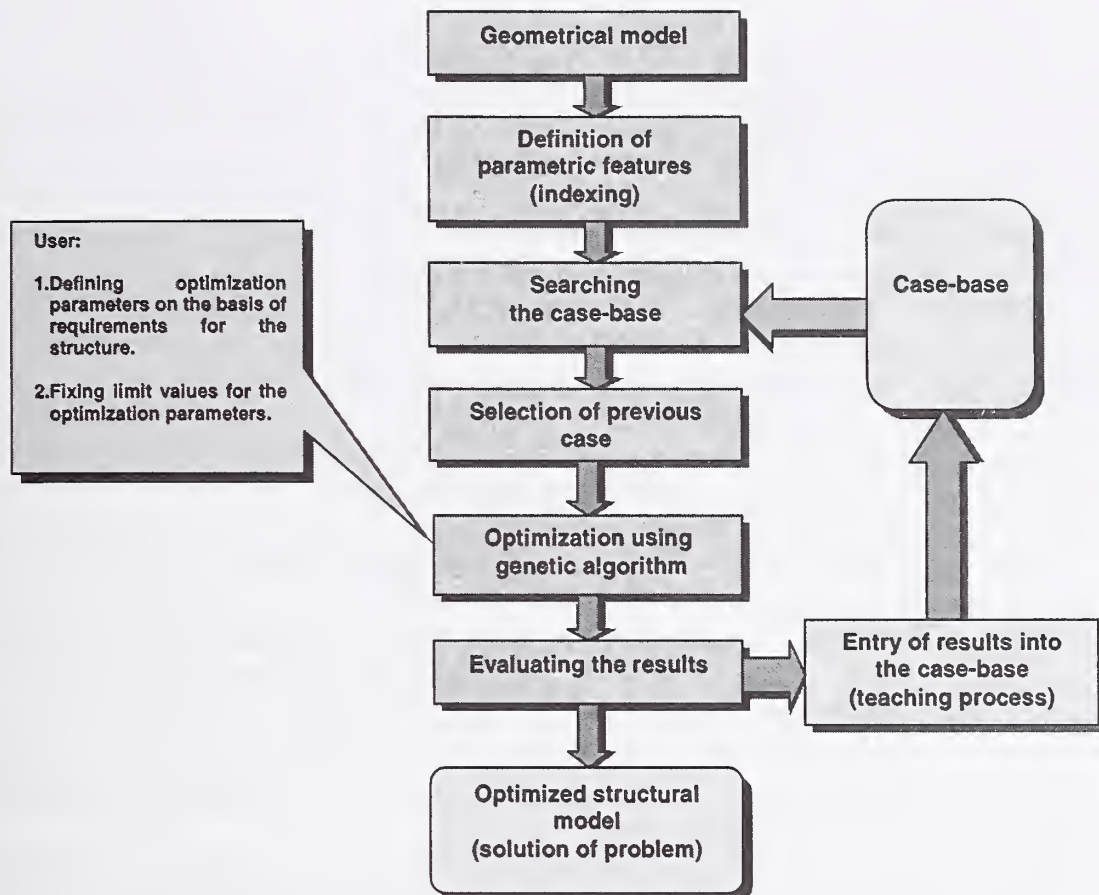 Geometrical model
Definition of
parametric features
(indexing)
User:
1.Defining optimization
parameters on the basis of
requirements for the
structure.
2.Fixing limit values for the
optimization parameters.
Searching
the case-base
Case-base
Selection of previous
case
Optimization using
genetic algorithm
Evaluating the results
Entry of results into
the case-base
(teaching process)
Optimized structural
model
(solution of problem)